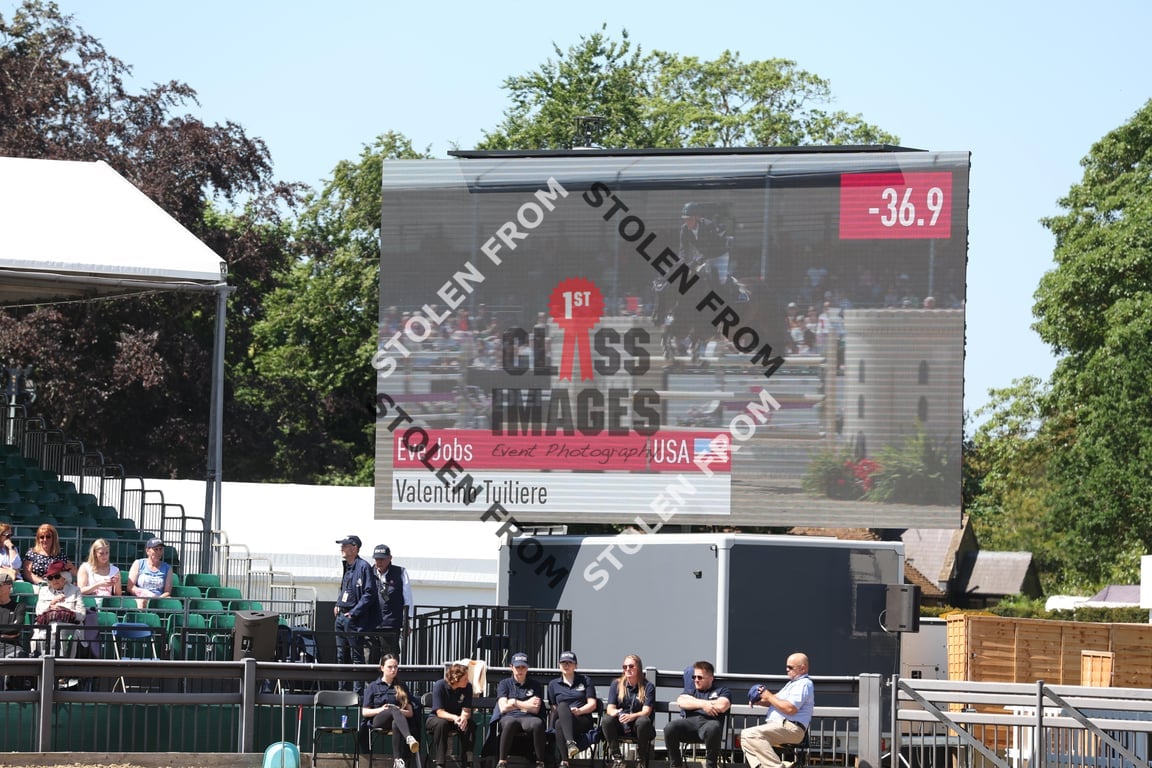 -36.9
STOLEN FROM
STOLEN FROM
1ST
CLASS
IMAGES
Event Photography
Eve Jobs USA
Valentino Tuiliere
STOLEN FROM
STOLEN FROM